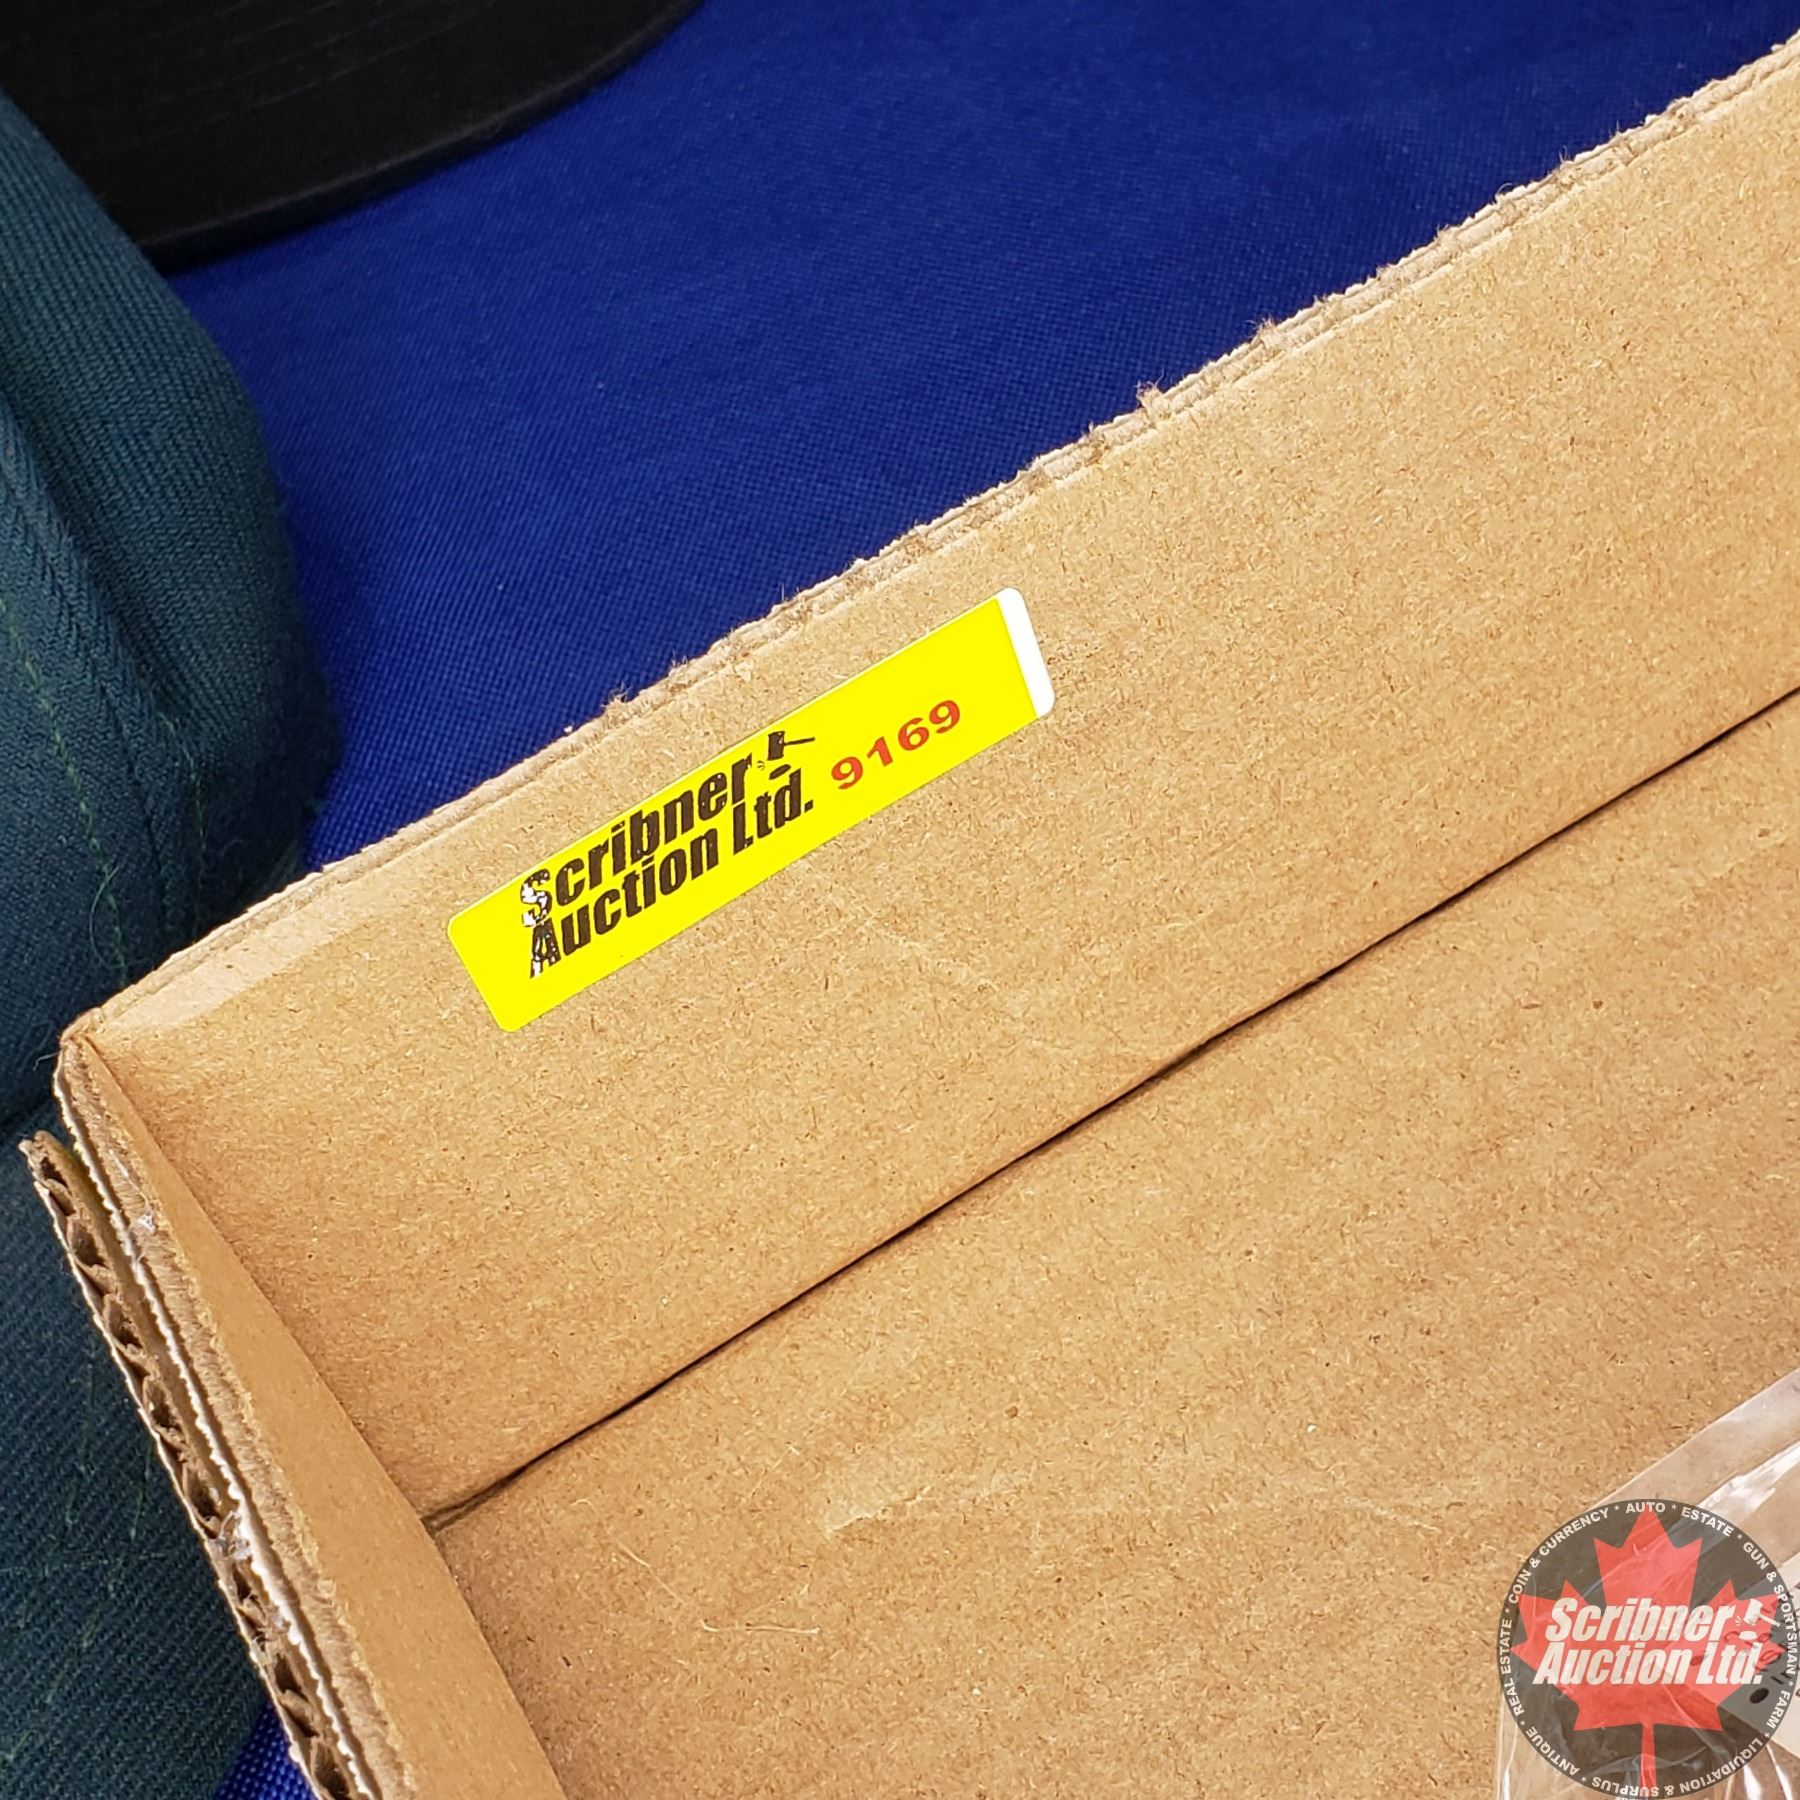 Scribner
Auction Ltd.
9169
COIN & CURRENCY * AUTO * ESTATE * GUN & SPORTSMAN * FARM * LIQUIDATION & SURPLUS * ANTIQUE * REAL ESTATE *
Scribner
Auction Ltd.